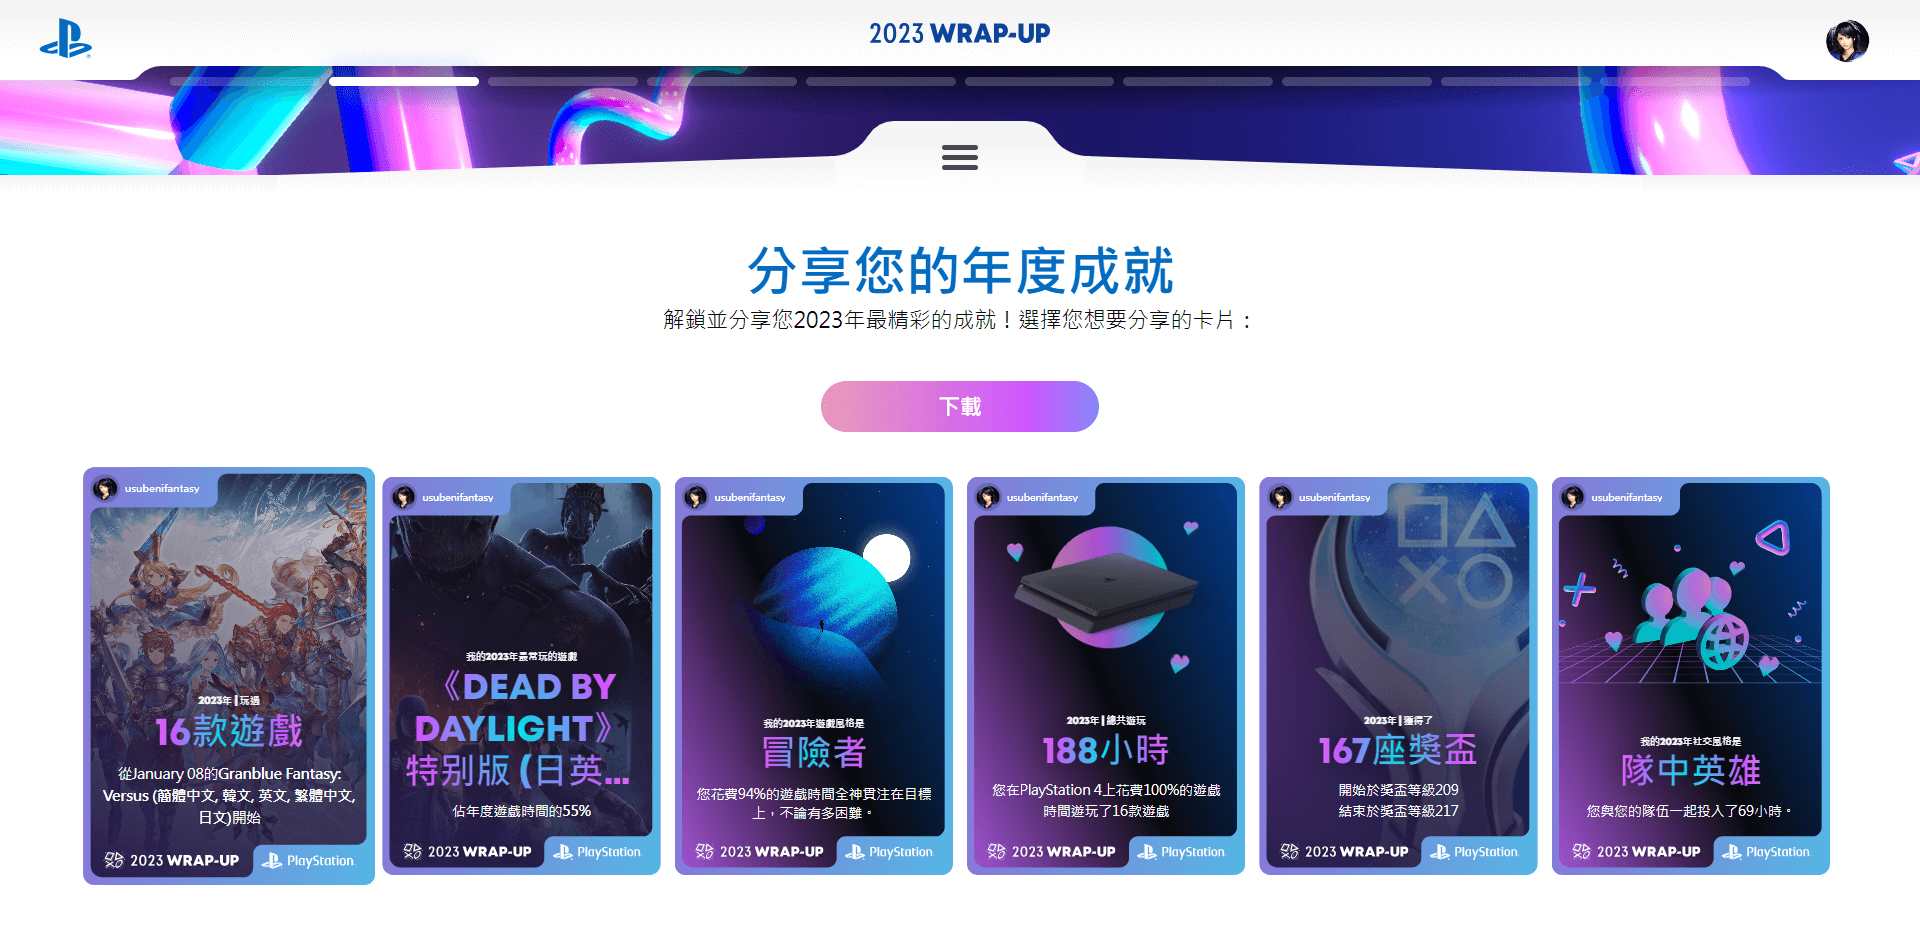 2023 WRAP-UP
分享您的年度成就
解鎖並分享您2023年最精彩的成就！選擇您想要分享的卡片：
下載
usubenifantasy
2023年 | 玩過
16款遊戲
從January 08的Granblue Fantasy:
Versus (簡體中文, 韓文, 英文, 繁體中文,
日文)開始
2023 WRAP-UP
PlayStation.
usubenifantasy
我的2023年最常玩的遊戲
《DEAD BY
DAYLIGHT》
特別版 (日英...
佔年度遊戲時間的55%
2023 WRAP-UP
PlayStation.
usubenifantasy
我的2023年遊戲風格是
冒險者
您花費94%的遊戲時間全神貫注在目標
上，不論有多困難。
2023 WRAP-UP
PlayStation.
usubenifantasy
2023年 | 總共遊玩
188小時
您在PlayStation 4上花費100%的遊戲
時間遊玩了16款遊戲
2023 WRAP-UP
PlayStation.
usubenifantasy
2023年 | 獲得了
167座獎盃
開始於獎盃等級209
結束於獎盃等級217
2023 WRAP-UP
PlayStation.
usubenifantasy
我的2023年社交風格是
隊中英雄
您與您的隊伍一起投入了69小時。
2023 WRAP-UP
PlayStation.